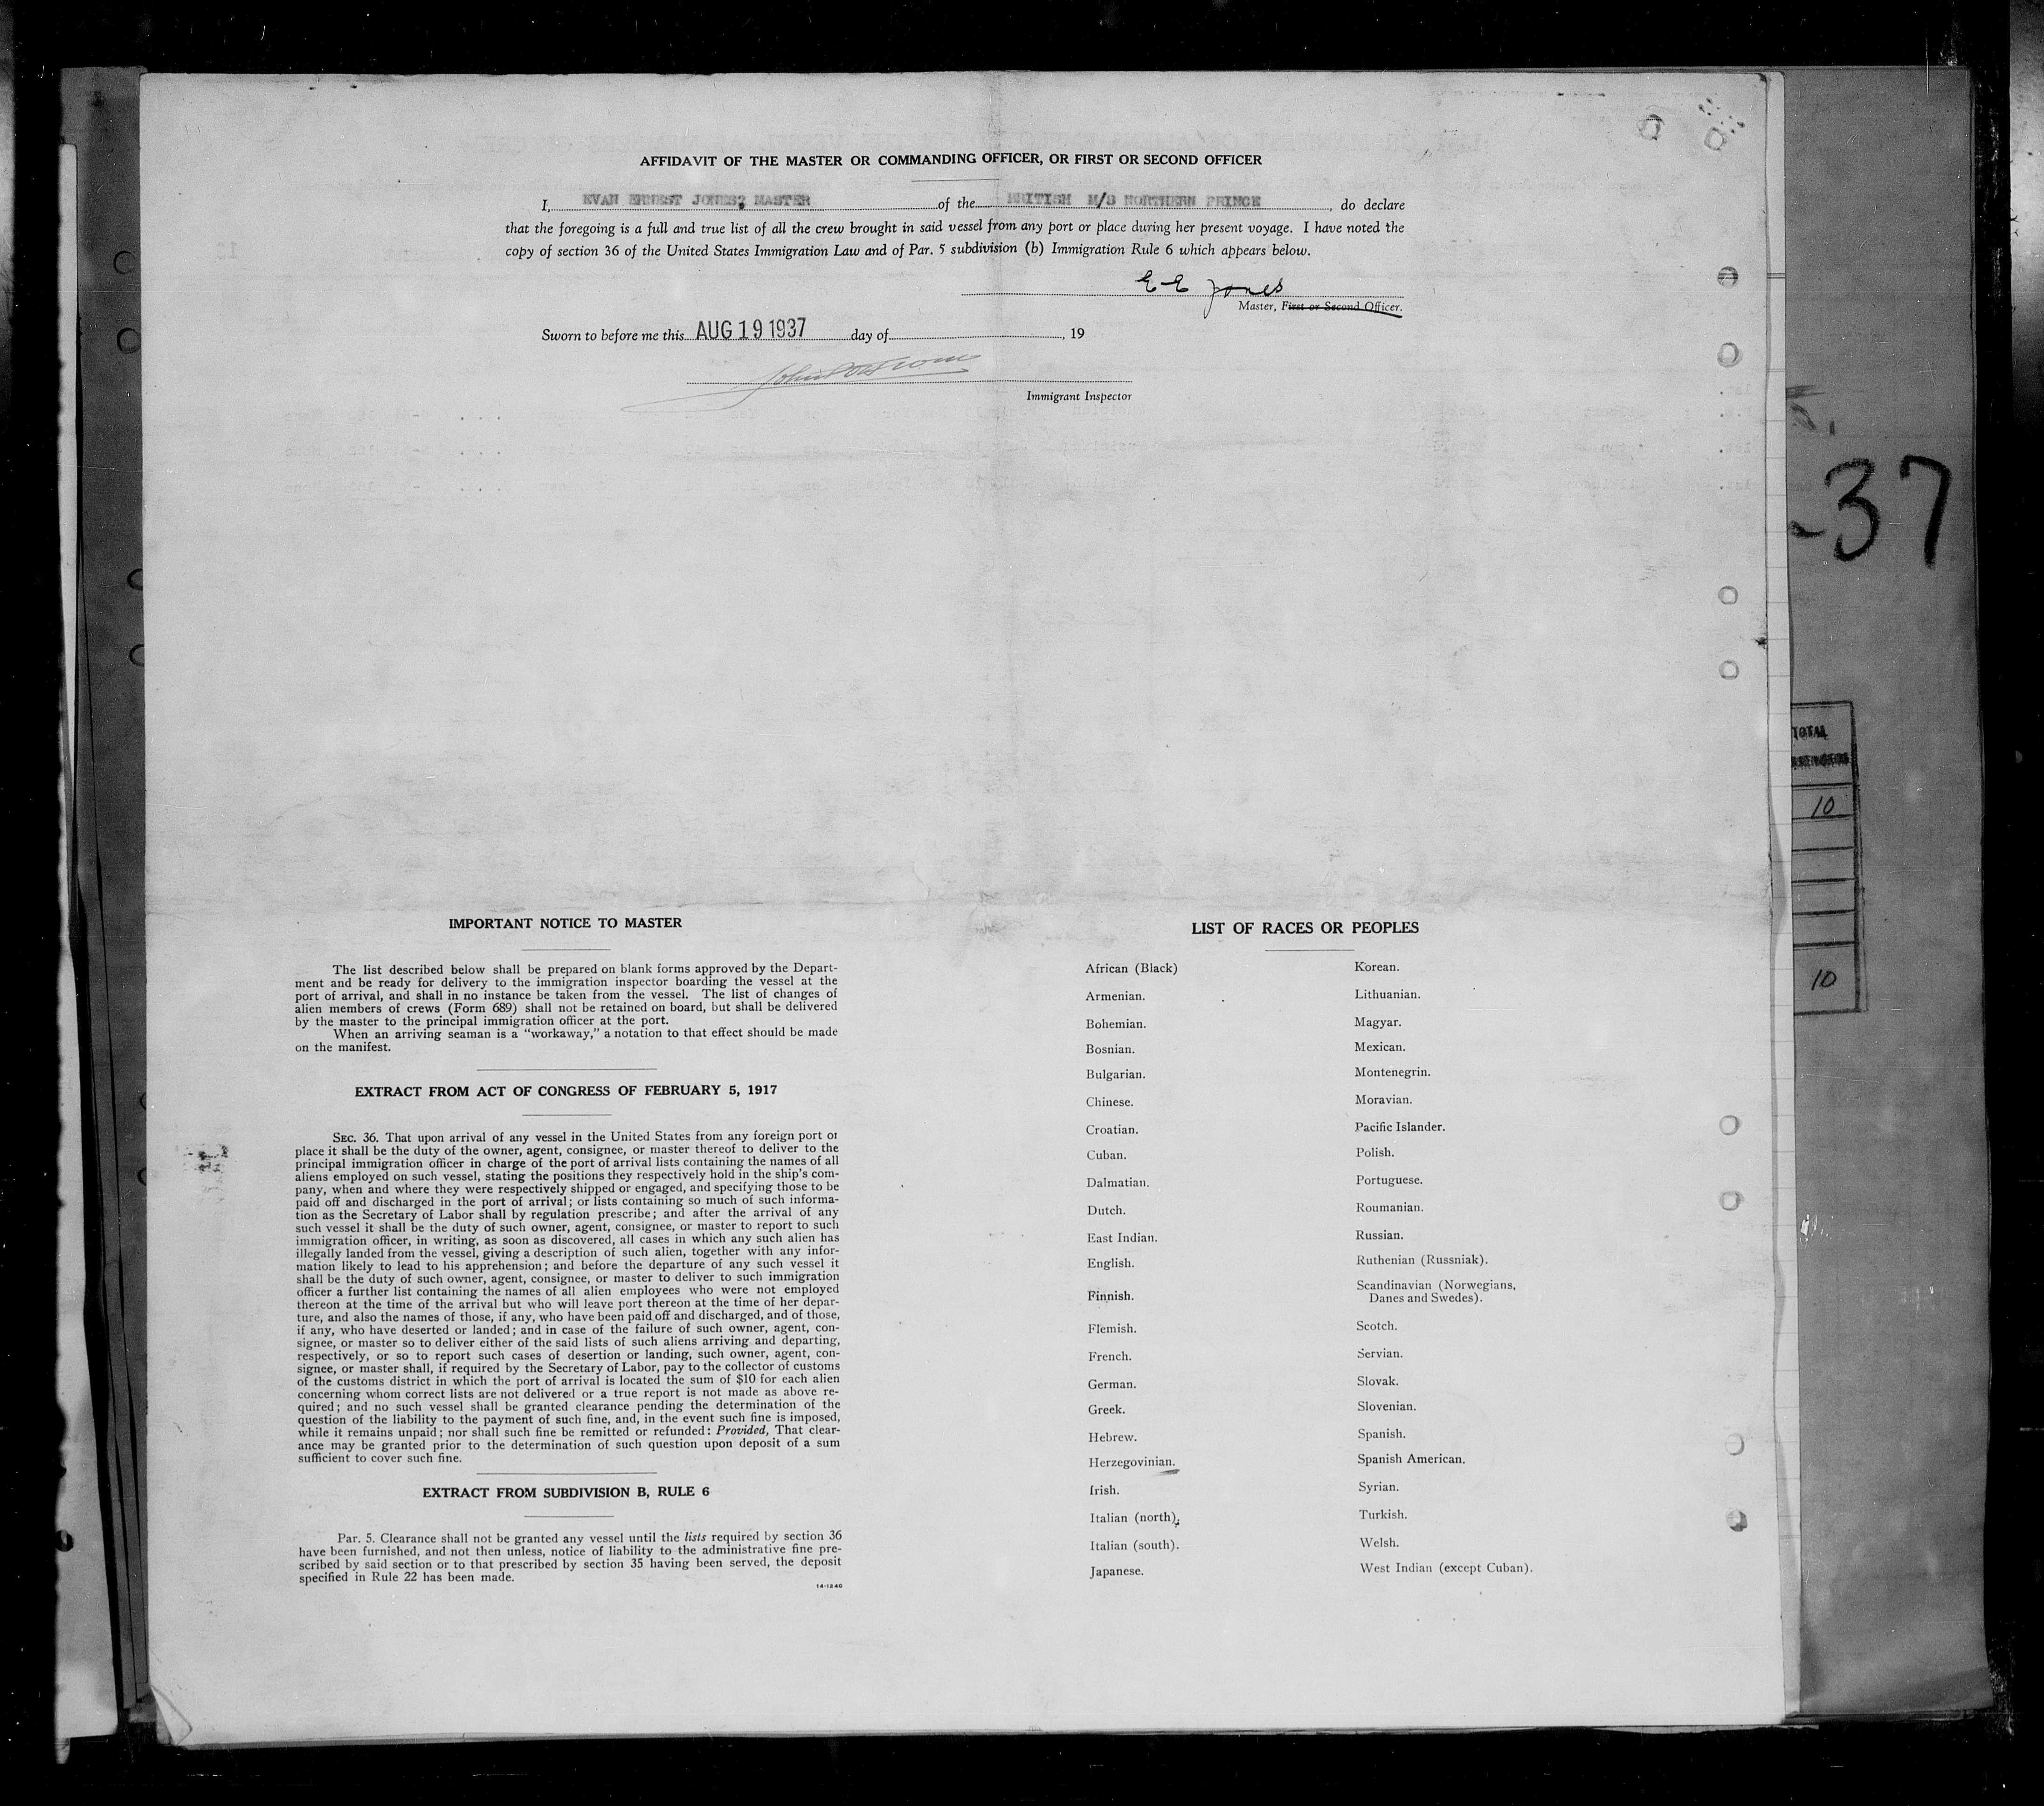 AFFIDAVIT OF THE MASTER OR COMMANDING OFFICER, OR FIRST OR SECOND OFFICER
I, EVAN ERNEST JONES? MASTER of the BRITISH M/S NORTHERN PRINCE, do declare
that the foregoing is a full and true list of all the crew brought in said vessel from any port or place during her present voyage. I have noted the
copy of section 36 of the United States Immigration Law and of Par. 5 subdivision (b) Immigration Rule 6 which appears below.
E-E Jones
Master, First or Second Officer.
Sworn to before me this AUG 19 1937 day of, 19
Immigrant Inspector
-37
TOTAL
10
10
IMPORTANT NOTICE TO MASTER
The list described below shall be prepared on blank forms approved by the Depart-
ment and be ready for delivery to the immigration inspector boarding the vessel at the
port of arrival, and shall in no instance be taken from the vessel. The list of changes of
alien members of crews (Form 689) shall not be retained on board, but shall be delivered
by the master to the principal immigration officer at the port.
When an arriving seaman is a "workaway," a notation to that effect should be made
on the manifest.
EXTRACT FROM ACT OF CONGRESS OF FEBRUARY 5, 1917
SEC. 36. That upon arrival of any vessel in the United States from any foreign port or
place it shall be the duty of the owner, agent, consignee, or master thereof to deliver to the
principal immigration officer in charge of the port of arrival lists containing the names of all
aliens employed on such vessel, stating the positions they respectively hold in the ship's com-
pany, when and where they were respectively shipped or engaged, and specifying those to be
paid off and discharged in the port of arrival; or lists containing so much of such informa-
tion as the Secretary of Labor shall by regulation prescribe; and after the arrival of any
such vessel it shall be the duty of such owner, agent, consignee, or master to report to such
immigration officer, in writing, as soon as discovered, all cases in which any such alien has
illegally landed from the vessel, giving a description of such alien, together with any infor-
mation likely to lead to his apprehension; and before the departure of any such vessel it
shall be the duty of such owner, agent, consignee, or master to deliver to such immigration
officer a further list containing the names of all alien employees who were not employed
thereon at the time of the arrival but who will leave port thereon at the time of her depar-
ture, and also the names of those, if any, who have been paid off and discharged, and of those,
if any, who have deserted or landed; and in case of the failure of such owner, agent, con-
signee, or master so to deliver either of the said lists of such aliens arriving and departing,
respectively, or so to report such cases of desertion or landing, such owner, agent, con-
signee, or master shall, if required by the Secretary of Labor, pay to the collector of customs
of the customs district in which the port of arrival is located the sum of $10 for each alien
concerning whom correct lists are not delivered or a true report is not made as above re-
quired; and no such vessel shall be granted clearance pending the determination of the
question of the liability to the payment of such fine, and, in the event such fine is imposed,
while it remains unpaid; nor shall such fine be remitted or refunded: Provided, That clear-
ance may be granted prior to the determination of such question upon deposit of a sum
sufficient to cover such fine.
EXTRACT FROM SUBDIVISION B, RULE 6
Par. 5. Clearance shall not be granted any vessel until the lists required by section 36
have been furnished, and not then unless, notice of liability to the administrative fine pre-
scribed by said section or to that prescribed by section 35 having been served, the deposit
specified in Rule 22 has been made.
14-1240
LIST OF RACES OR PEOPLES
African (Black)
Armenian.
Bohemian.
Bosnian.
Bulgarian.
Chinese.
Croatian.
Cuban.
Dalmatian.
Dutch.
East Indian.
English.
Finnish.
Flemish.
French.
German.
Greek.
Hebrew.
Herzegovinian.
Irish.
Italian (north).
Italian (south).
Japanese.
Korean.
Lithuanian.
Magyar.
Mexican.
Montenegrin.
Moravian.
Pacific Islander.
Polish.
Portuguese.
Roumanian.
Russian.
Ruthenian (Russniak).
Scandinavian (Norwegians,
Danes and Swedes).
Scotch.
Servian.
Slovak.
Slovenian.
Spanish.
Spanish American.
Syrian.
Turkish.
Welsh.
West Indian (except Cuban).